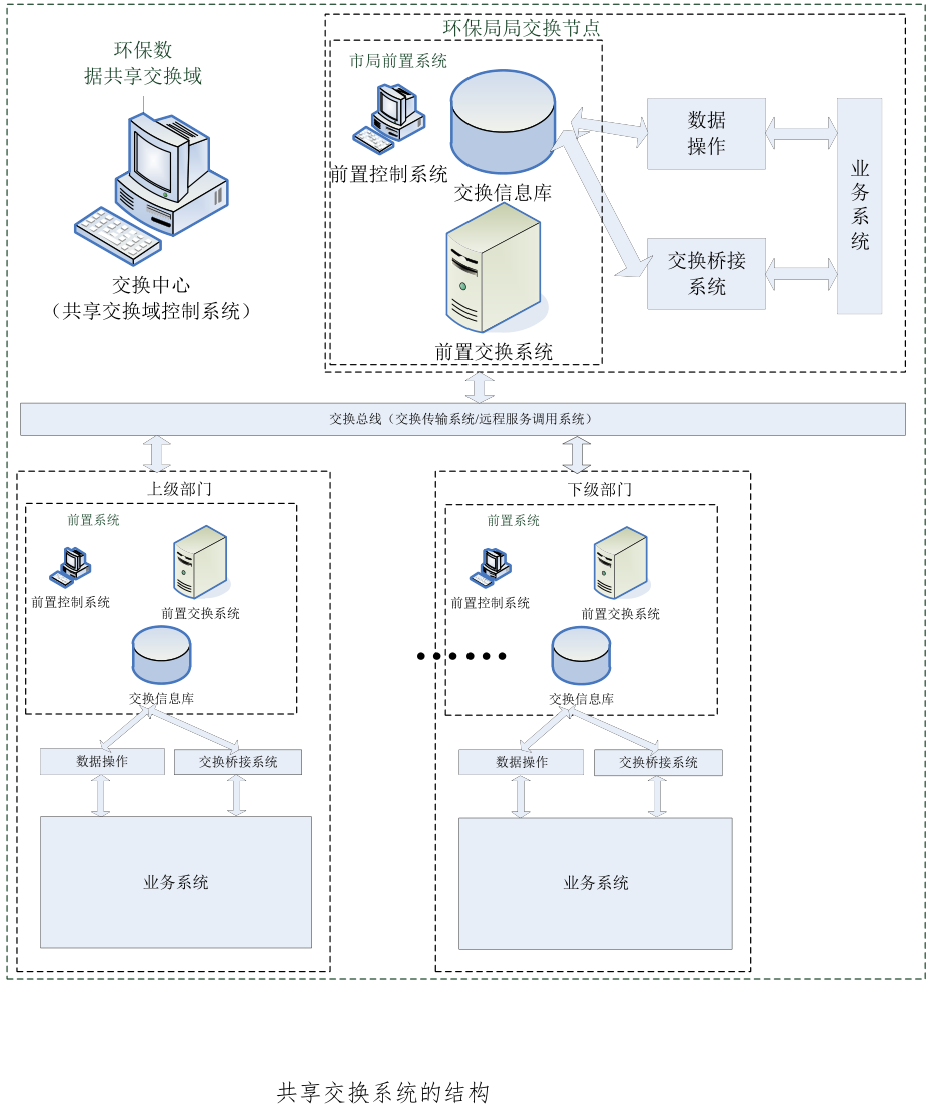 环保数
据共享交换域
交换中心
（共享交换域控制系统）
环保局局交换节点
市局前置系统
前置控制系统
交换信息库
前置交换系统
数据
操作
交换桥接
系统
业
务
系
统
交换总线（交换传输系统/远程服务调用系统）
上级部门
前置系统
前置控制系统
前置交换系统
交换信息库
数据操作
交换桥接系统
业务系统
下级部门
前置系统
前置控制系统
前置交换系统
交换信息库
数据操作
交换桥接系统
业务系统
共享交换系统的结构